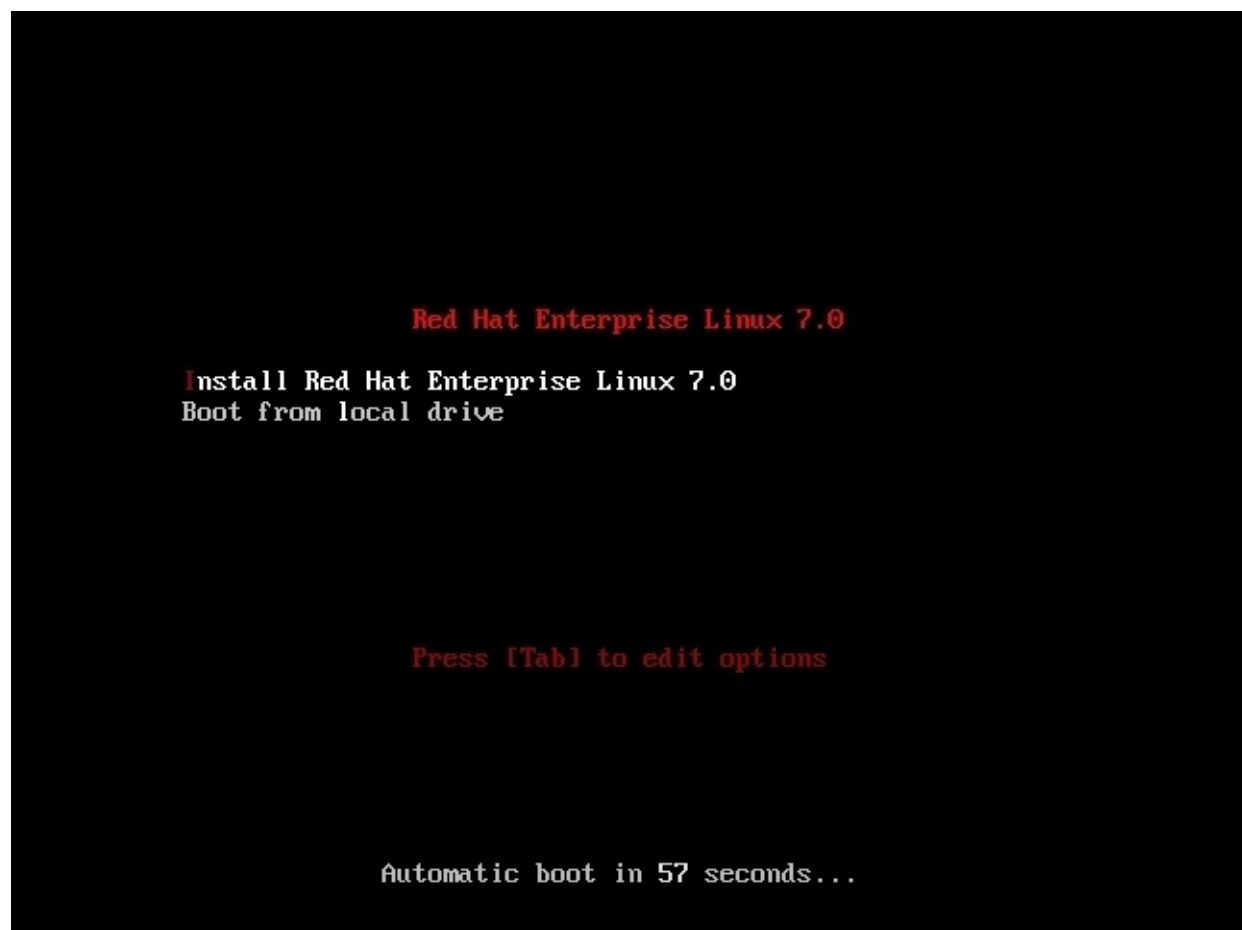 Red Hat Enterprise Linux 7.0
Install Red Hat Enterprise Linux 7.0
Boot from local drive
Press [Tab] to edit options
Automatic boot in 57 seconds...